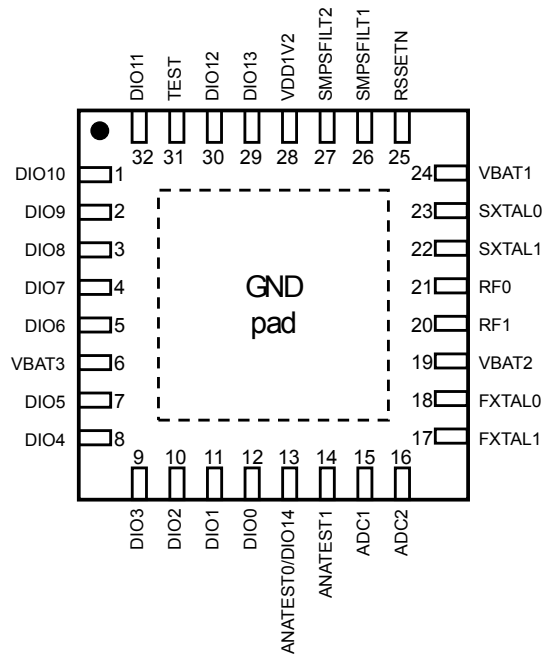 DIO11
TEST
DIO12
DIO13
VDD1V2
SMPSFILT2
SMPSFILT1
RSSETN
32
31
30
29
28
27
26
25
DIO10
1
DIO9
2
DIO8
3
DIO7
4
DIO6
5
VBAT3
6
DIO5
7
DIO4
8
GND
pad
24
VBAT1
23
SXTAL0
22
SXTAL1
21
RF0
20
RF1
19
VBAT2
18
FXTAL0
17
FXTAL1
9
10
11
12
13
14
15
16
DIO3
DIO2
DIO1
DIO0
ANATEST0/DIO14
ANATEST1
ADC1
ADC2